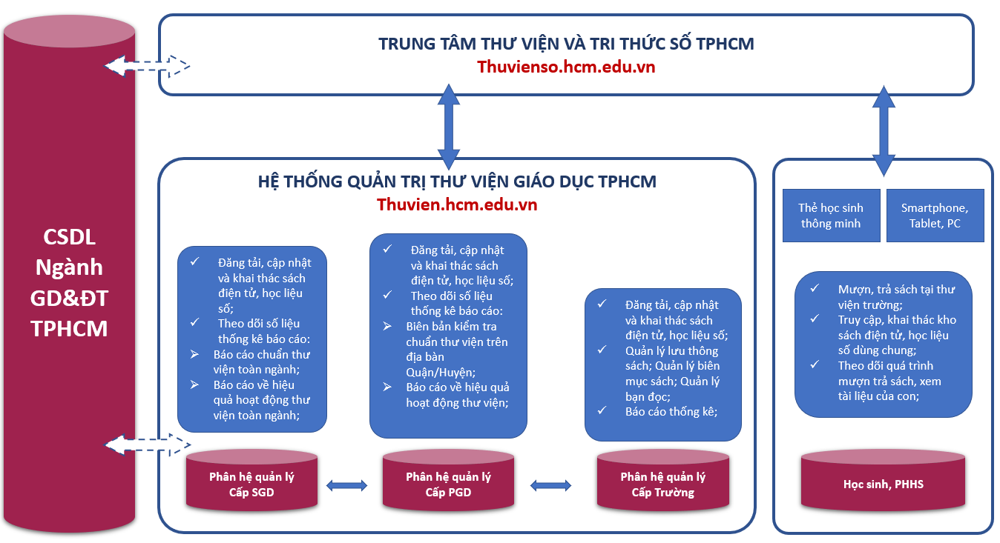 TRUNG TÂM THƯ VIỆN VÀ TRI THỨC SỐ TPHCM
Thuvienso.hcm.edu.vn
CSDL
Ngành
GD&ĐT
TPHCM
HỆ THỐNG QUẢN TRỊ THƯ VIỆN GIÁO DỤC TPHCM
Thuvien.hcm.edu.vn
✓ Đăng tải, cập nhật
và khai thác sách
điện tử, học liệu
số;
✓ Theo dõi số liệu
thống kê báo cáo:
➢ Báo cáo chuẩn thư
viện toàn ngành;
➢ Báo cáo về hiệu
quả hoạt động thư
viện toàn ngành;
Phân hệ quản lý
Cấp SGD
✓ Đăng tải, cập nhật
và khai thác sách
điện tử, học liệu số;
✓ Theo dõi số liệu
thống kê báo cáo:
➢ Biên bản kiểm tra
chuẩn thư viện trên
địa bàn
Quận/Huyện;
➢ Báo cáo về hiệu quả
hoạt động thư viện;
Phân hệ quản lý
Cấp PGD
✓ Đăng tải, cập nhật
và khai thác sách
điện tử, học liệu số;
✓ Quản lý lưu thông
sách; Quản lý biên
mục sách; Quản lý
bạn đọc;
✓ Báo cáo thống kê;
Phân hệ quản lý
Cấp Trường
Thẻ học sinh
thông minh
Smartphone,
Tablet, PC
✓ Mượn, trả sách tại thư
viện trường;
✓ Truy cập, khai thác kho
sách điện tử, học liệu
số dùng chung;
✓ Theo dõi quá trình
mượn trả sách, xem
tài liệu của con;
Học sinh, PHHS